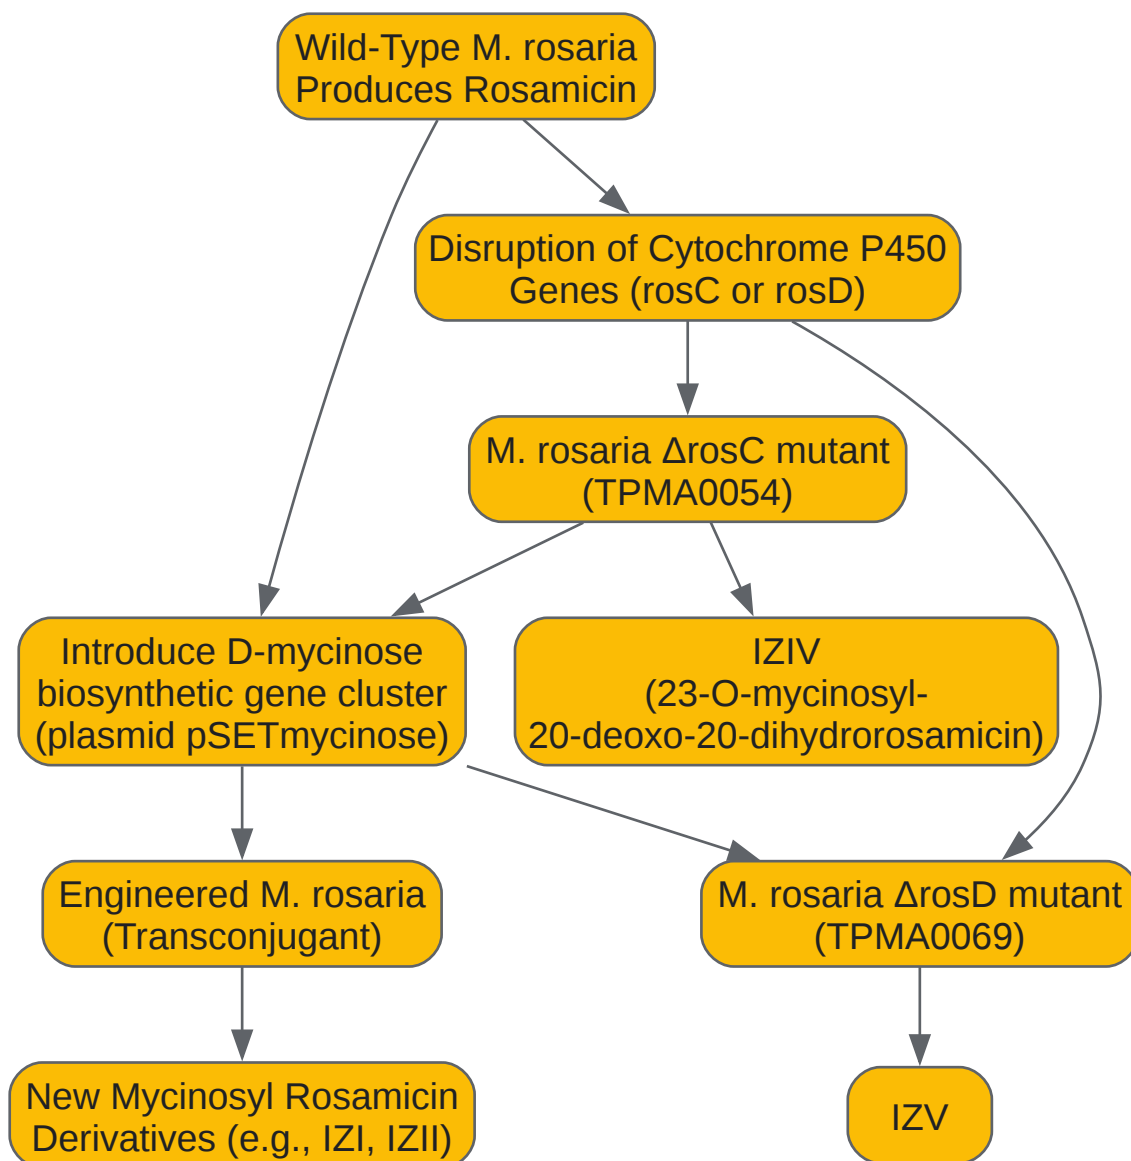 Wild-Type M. rosaria
Produces Rosamicin
Disruption of Cytochrome P450
Genes (rosC or rosD)
M. rosaria ΔrosC mutant
(TPMA0054)
Introduce D-mycinose
biosynthetic gene cluster
(plasmid pSETmycinose)
IZIV
(23-O-mycinosyl-
20-deoxo-20-dihydrorosamicin)
Engineered M. rosaria
(Transconjugant)
M. rosaria ΔrosD mutant
(TPMA0069)
New Mycinosyl Rosamicin
Derivatives (e.g., IZI, IZII)
IZV